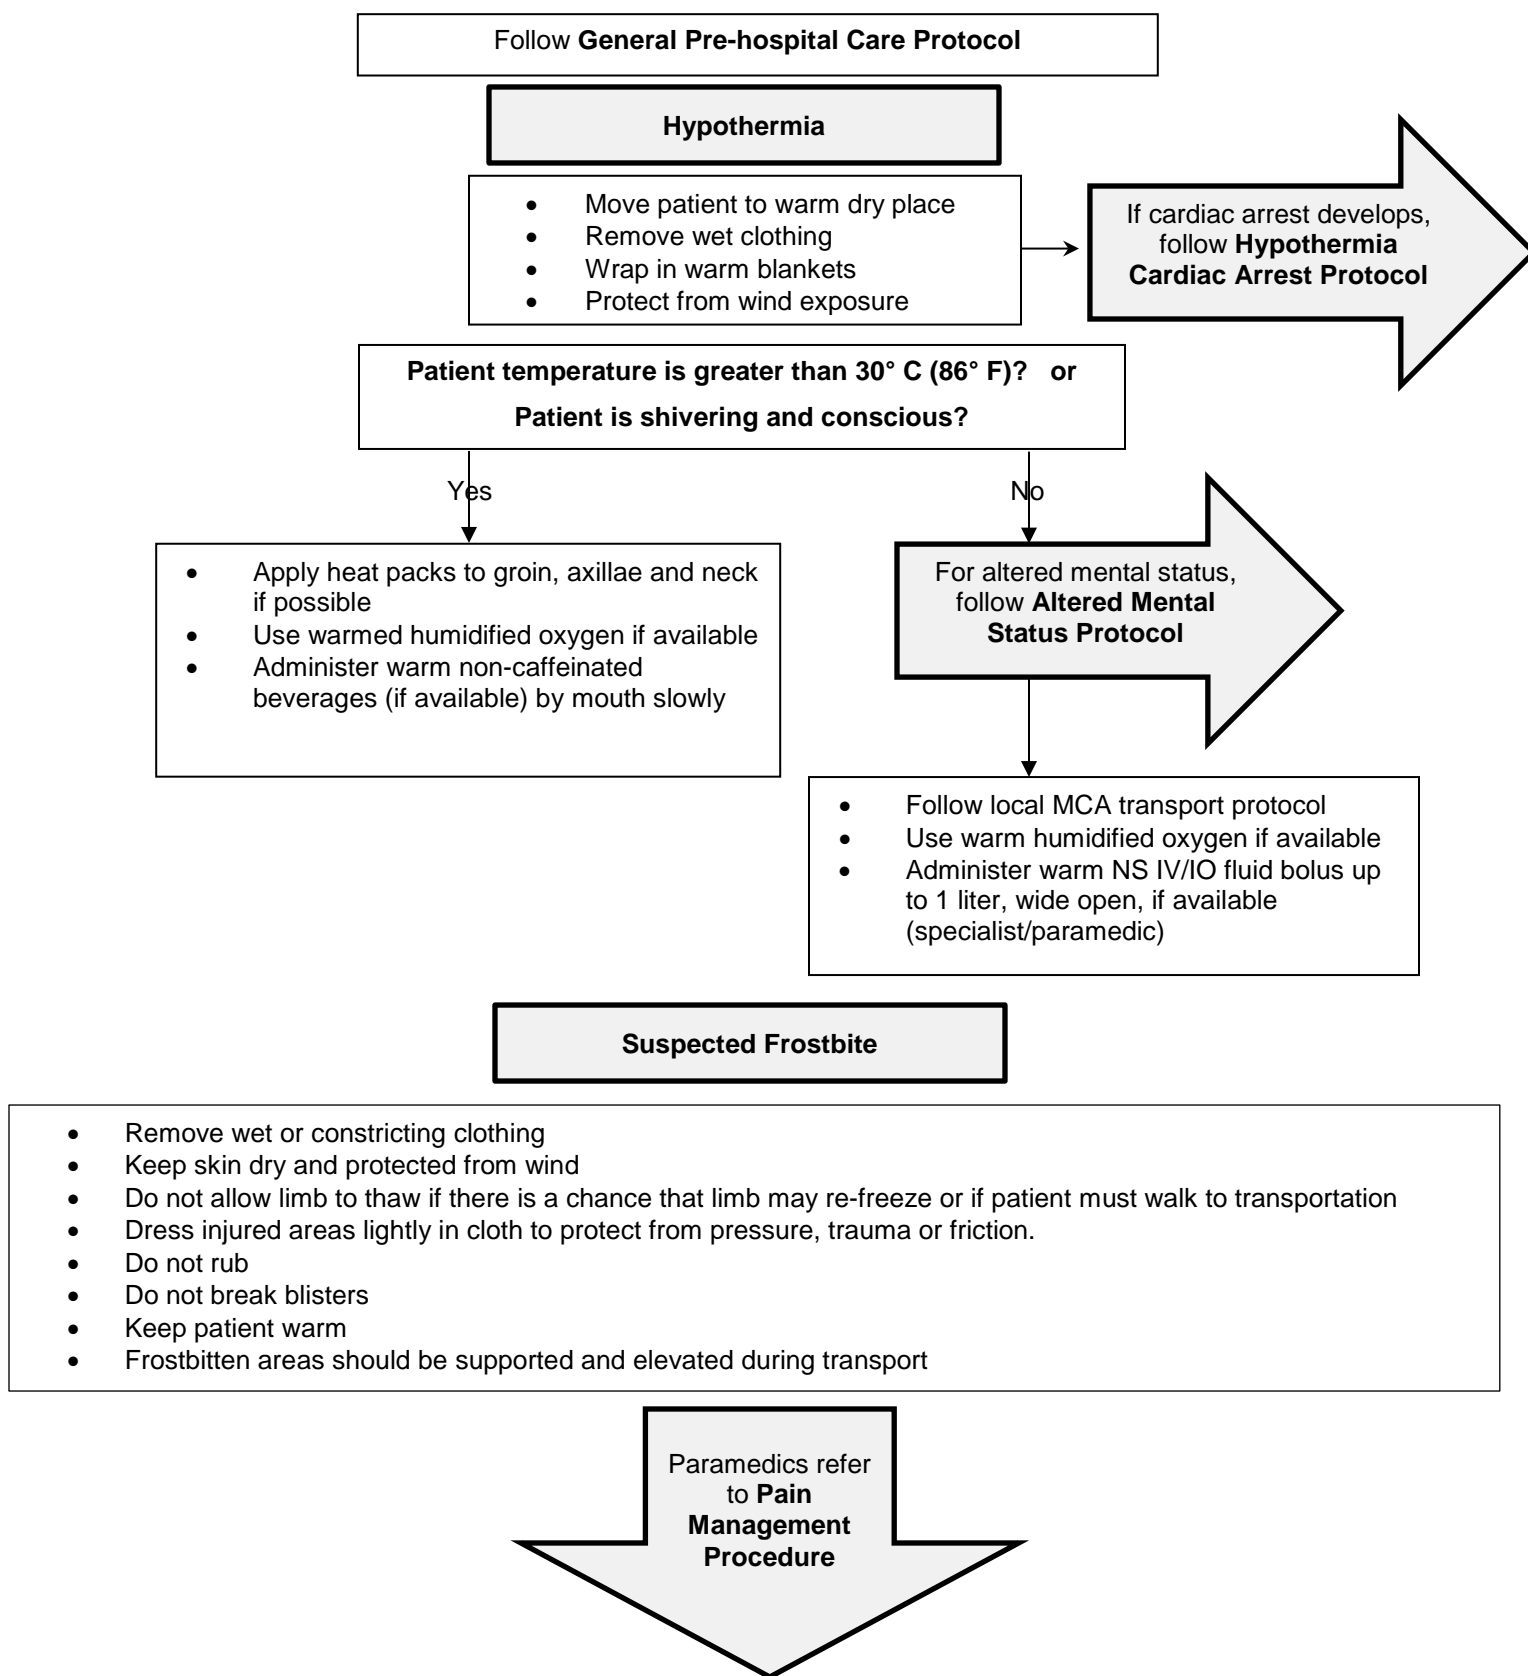 Follow General Pre-hospital Care Protocol
Hypothermia
• Move patient to warm dry place
• Remove wet clothing
• Wrap in warm blankets
• Protect from wind exposure
If cardiac arrest develops,
follow Hypothermia
Cardiac Arrest Protocol
Patient temperature is greater than 30° C (86° F)? or
Patient is shivering and conscious?
Yes
No
• Apply heat packs to groin, axillae and neck
if possible
• Use warmed humidified oxygen if available
• Administer warm non-caffeinated
beverages (if available) by mouth slowly
For altered mental status,
follow Altered Mental
Status Protocol
• Follow local MCA transport protocol
• Use warm humidified oxygen if available
• Administer warm NS IV/IO fluid bolus up
to 1 liter, wide open, if available
(specialist/paramedic)
Suspected Frostbite
• Remove wet or constricting clothing
• Keep skin dry and protected from wind
• Do not allow limb to thaw if there is a chance that limb may re-freeze or if patient must walk to transportation
• Dress injured areas lightly in cloth to protect from pressure, trauma or friction.
• Do not rub
• Do not break blisters
• Keep patient warm
• Frostbitten areas should be supported and elevated during transport
Paramedics refer
to Pain
Management
Procedure